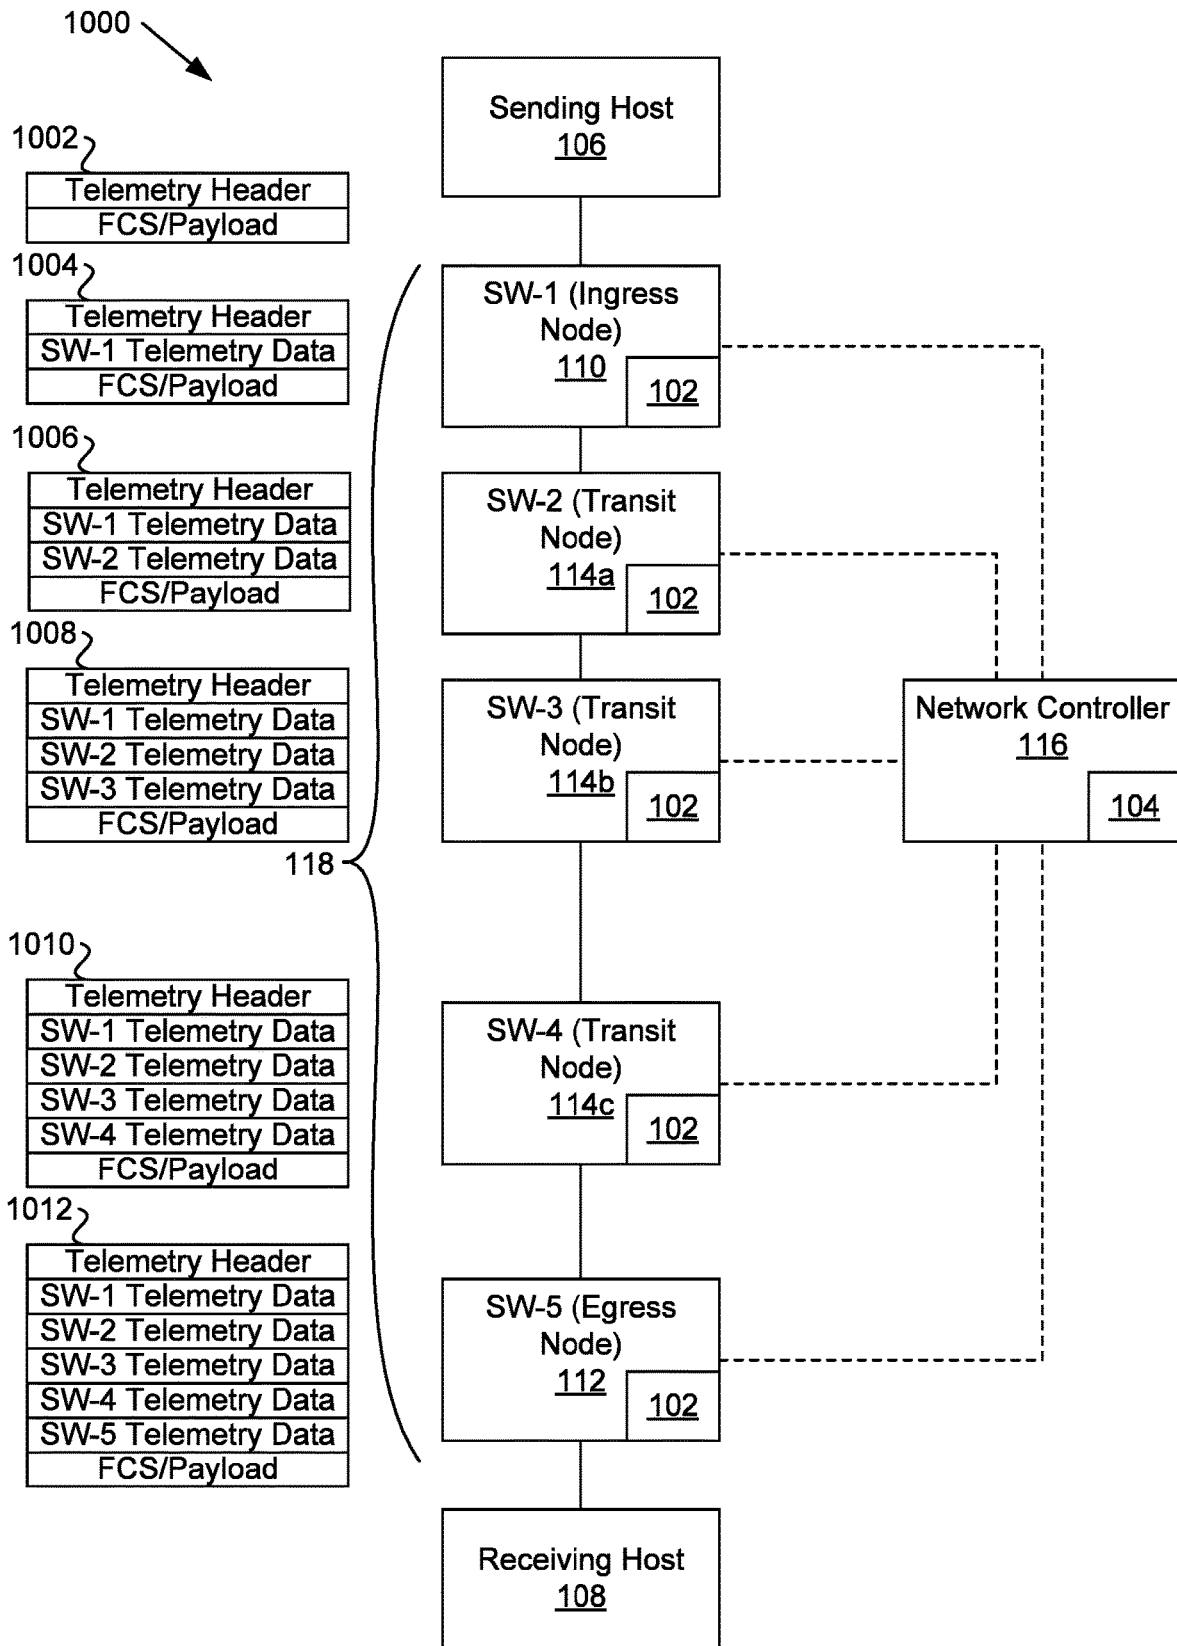 1000
Sending Host
106
1002
Telemetry Header
FCS/Payload
1004
Telemetry Header
SW-1 Telemetry Data
FCS/Payload
SW-1 (Ingress
Node)
110
102
1006
Telemetry Header
SW-1 Telemetry Data
SW-2 Telemetry Data
FCS/Payload
SW-2 (Transit
Node)
114a
102
1008
Telemetry Header
SW-1 Telemetry Data
SW-2 Telemetry Data
SW-3 Telemetry Data
FCS/Payload
SW-3 (Transit
Node)
114b
102
Network Controller
116
104
118
1010
Telemetry Header
SW-1 Telemetry Data
SW-2 Telemetry Data
SW-3 Telemetry Data
SW-4 Telemetry Data
FCS/Payload
SW-4 (Transit
Node)
114c
102
1012
Telemetry Header
SW-1 Telemetry Data
SW-2 Telemetry Data
SW-3 Telemetry Data
SW-4 Telemetry Data
SW-5 Telemetry Data
FCS/Payload
SW-5 (Egress
Node)
112
102
Receiving Host
108